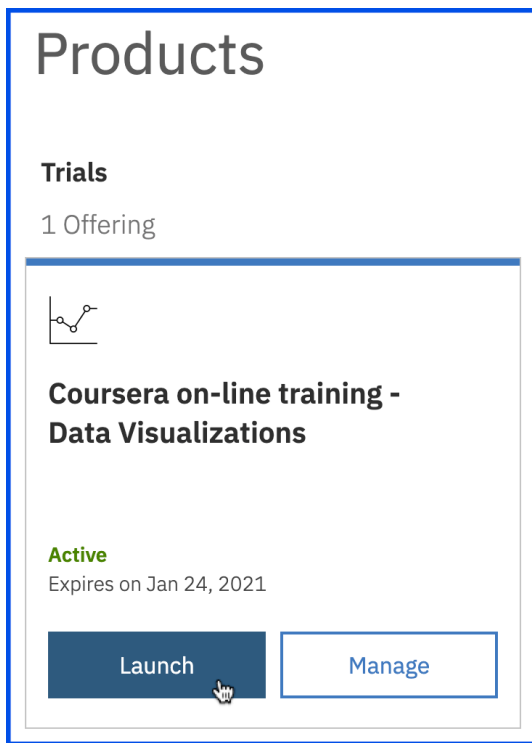 Products
Trials
1 Offering
Coursera on-line training -
Data Visualizations
Active
Expires on Jan 24, 2021
Launch
Manage